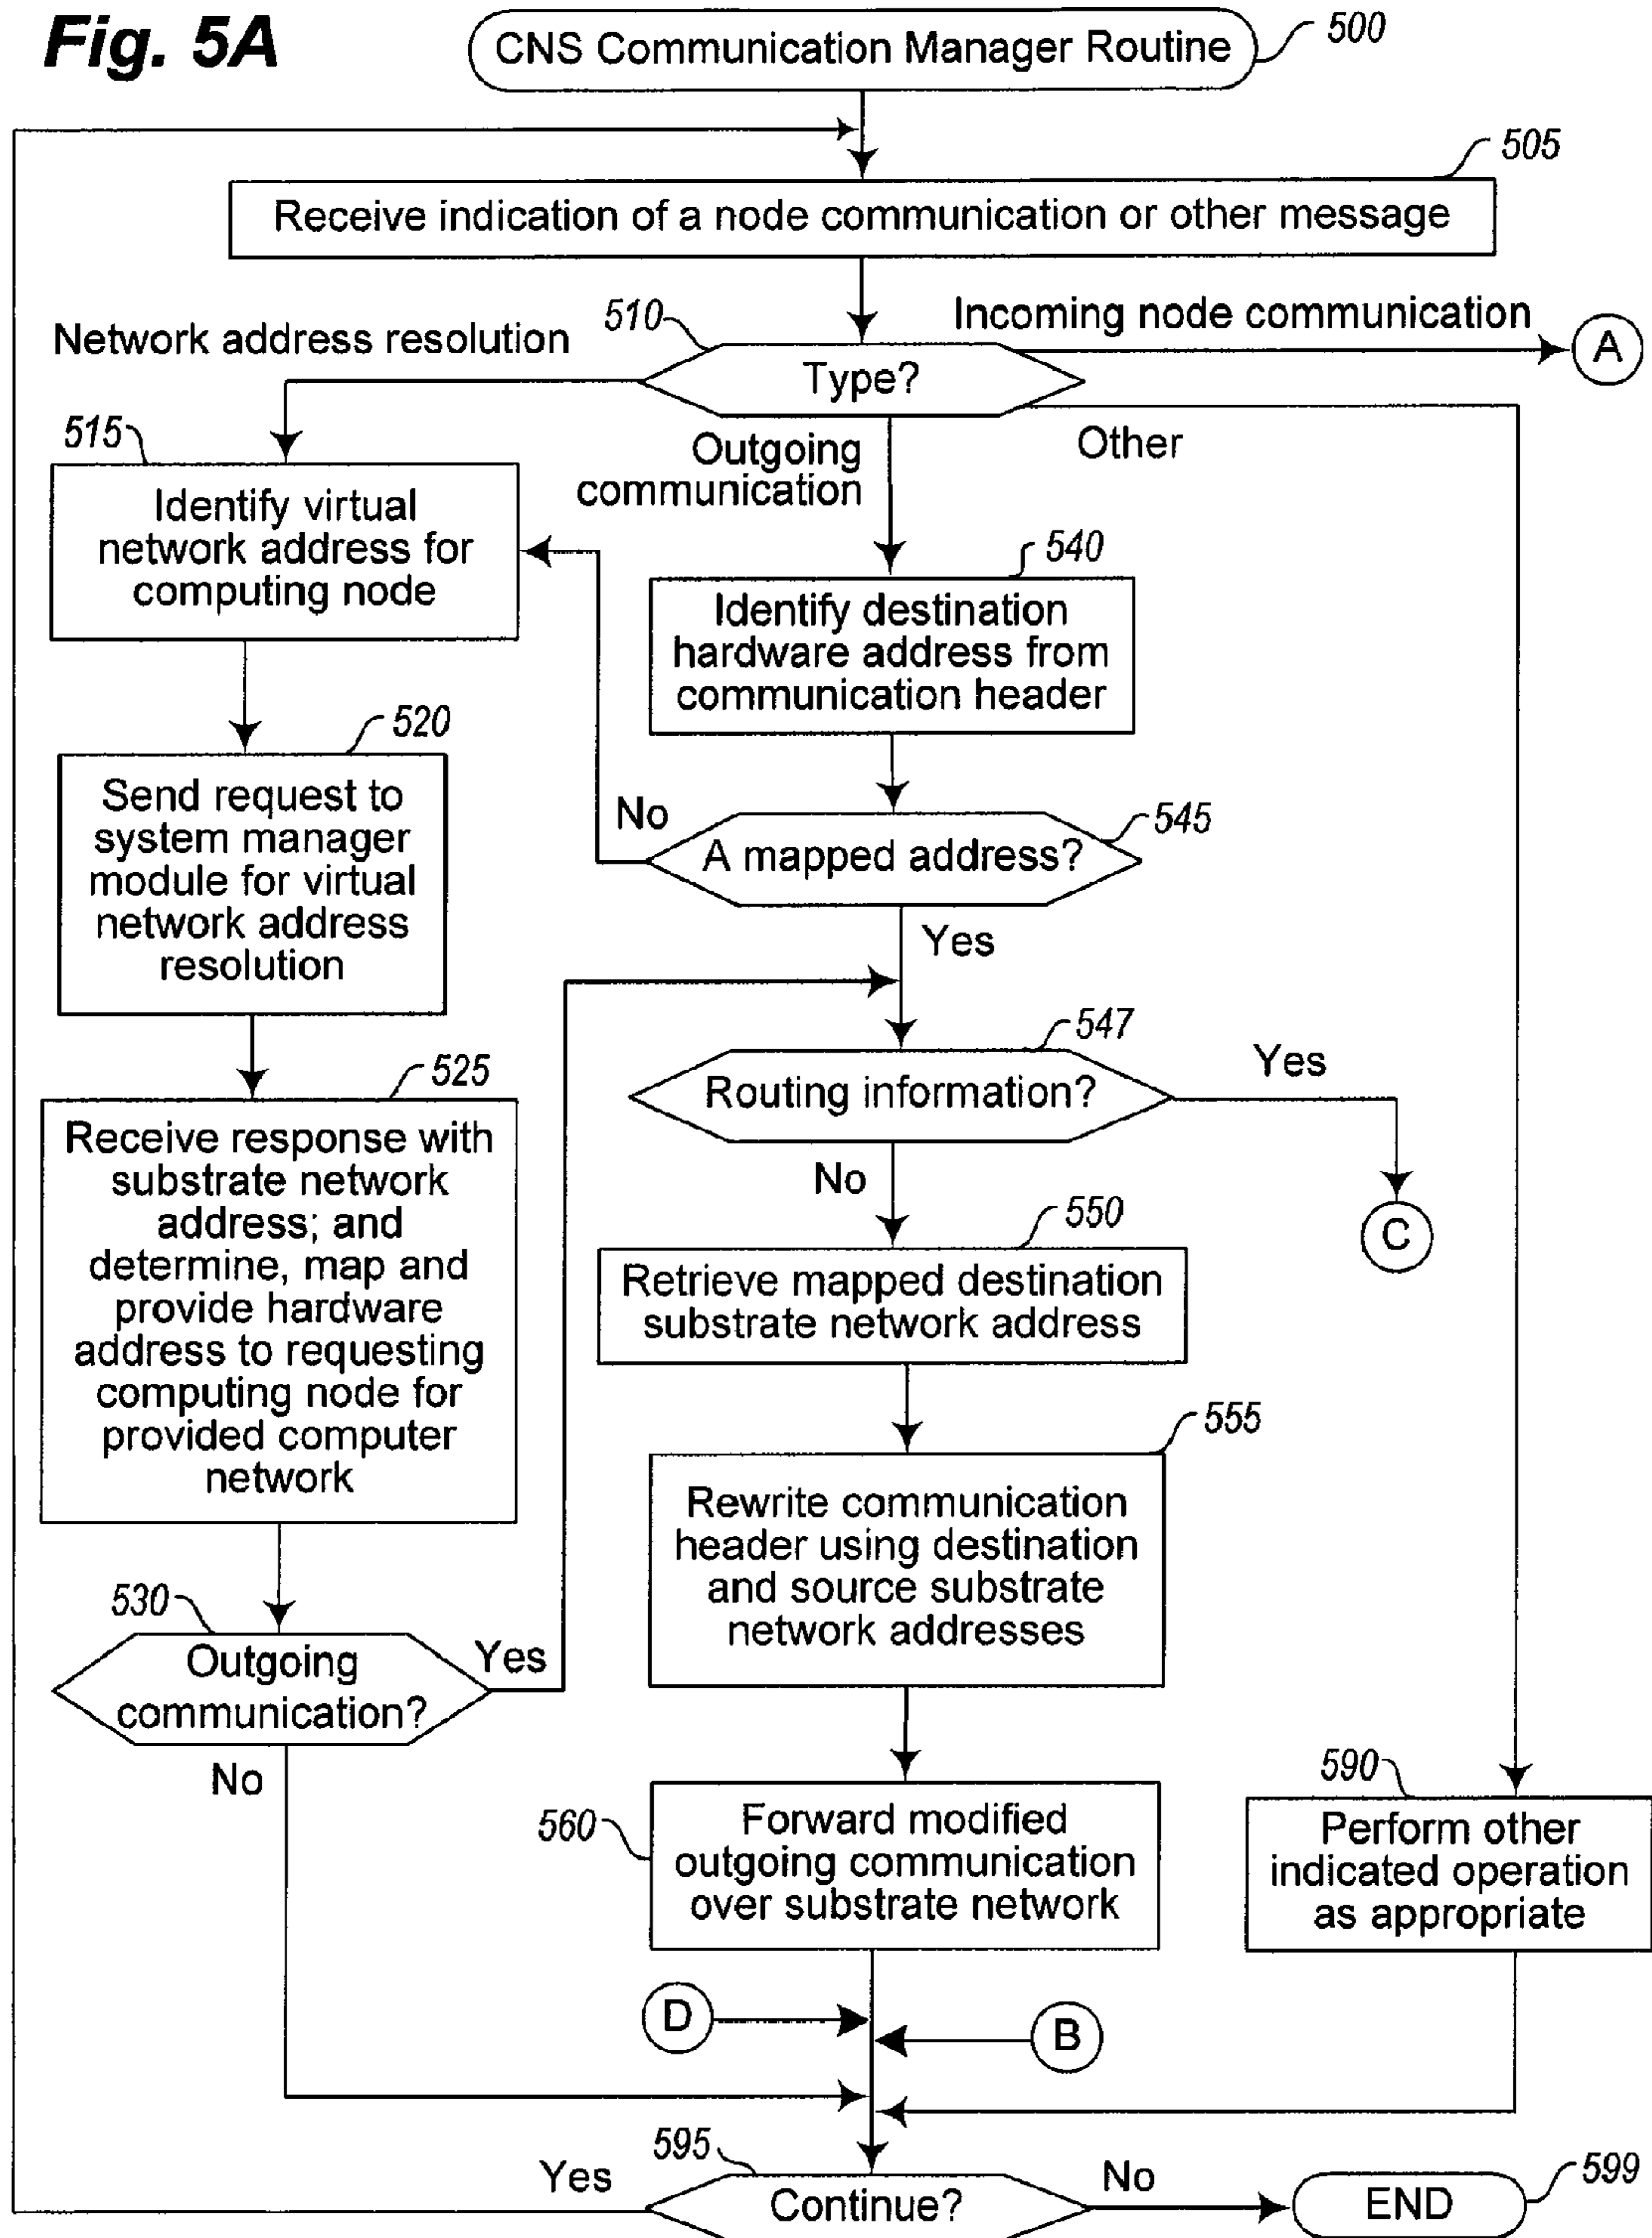 Fig. 5A
CNS Communication Manager Routine
500
505
Receive indication of a node communication or other message
Network address resolution
510
Incoming node communication
A
Type?
515
Outgoing
communication
Other
Identify virtual
network address for
computing node
540
Identify destination
hardware address from
communication header
520
Send request to
system manager
module for virtual
network address
resolution
No
545
A mapped address?
Yes
547
Routing information?
Yes
C
525
Receive response with
substrate network
address; and
determine, map and
provide hardware
address to requesting
computing node for
provided computer
network
No
550
Retrieve mapped destination
substrate network address
555
Rewrite communication
header using destination
and source substrate
network addresses
530
Outgoing
communication?
Yes
No
560
Forward modified
outgoing communication
over substrate network
590
Perform other
indicated operation
as appropriate
D
B
595
Yes
Continue?
No
END
599